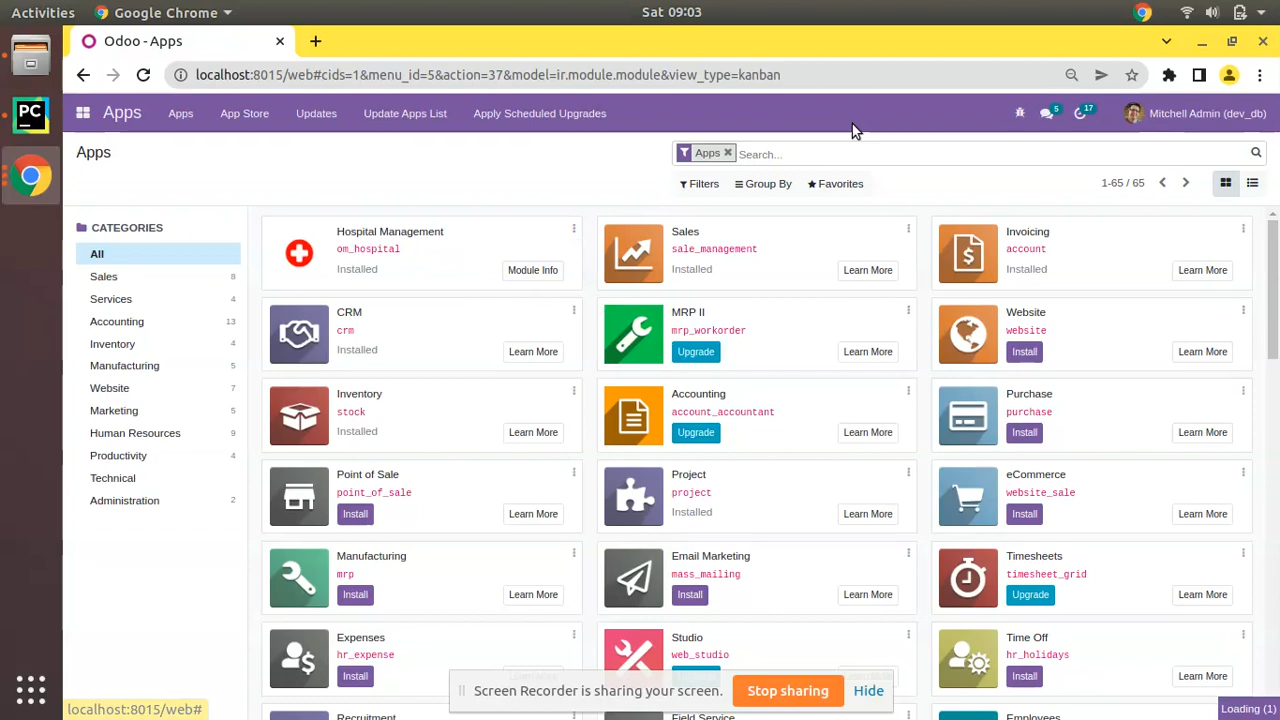 Activities Google Chrome Sat 09:03
Odoo - Apps
localhost:8015/web#cids=1&menu_id=5&action=37&model=ir.module.module&view_type=kanban
Apps Apps App Store Updates Update Apps List Apply Scheduled Upgrades 5 17 Mitchell Admin (dev_db)
Apps
Apps Search...
Filters Group By Favorites 1-65 / 65
CATEGORIES
All
Sales 8
Services 4
Accounting 13
Inventory 4
Manufacturing 5
Website 7
Marketing 5
Human Resources 9
Productivity 4
Technical
Administration 2
Hospital Management
om_hospital
Installed Module Info
Sales
sale_management
Installed Learn More
Invoicing
account
Installed Learn More
CRM
crm
Installed Learn More
MRP II
mrp_workorder
Upgrade Learn More
Website
website
Install Learn More
Inventory
stock
Installed Learn More
Accounting
account_accountant
Upgrade Learn More
Purchase
purchase
Install Learn More
Point of Sale
point_of_sale
Install Learn More
Project
project
Installed Learn More
eCommerce
website_sale
Install Learn More
Manufacturing
mrp
Install Learn More
Email Marketing
mass_mailing
Install Learn More
Timesheets
timesheet_grid
Upgrade Learn More
Expenses
hr_expense
Install
Studio
web_studio
Time Off
hr_holidays
Install Learn More
Recruitment
Field Service
Employees
PC
Screen Recorder is sharing your screen. Stop sharing Hide
localhost:8015/web#
Loading (1)